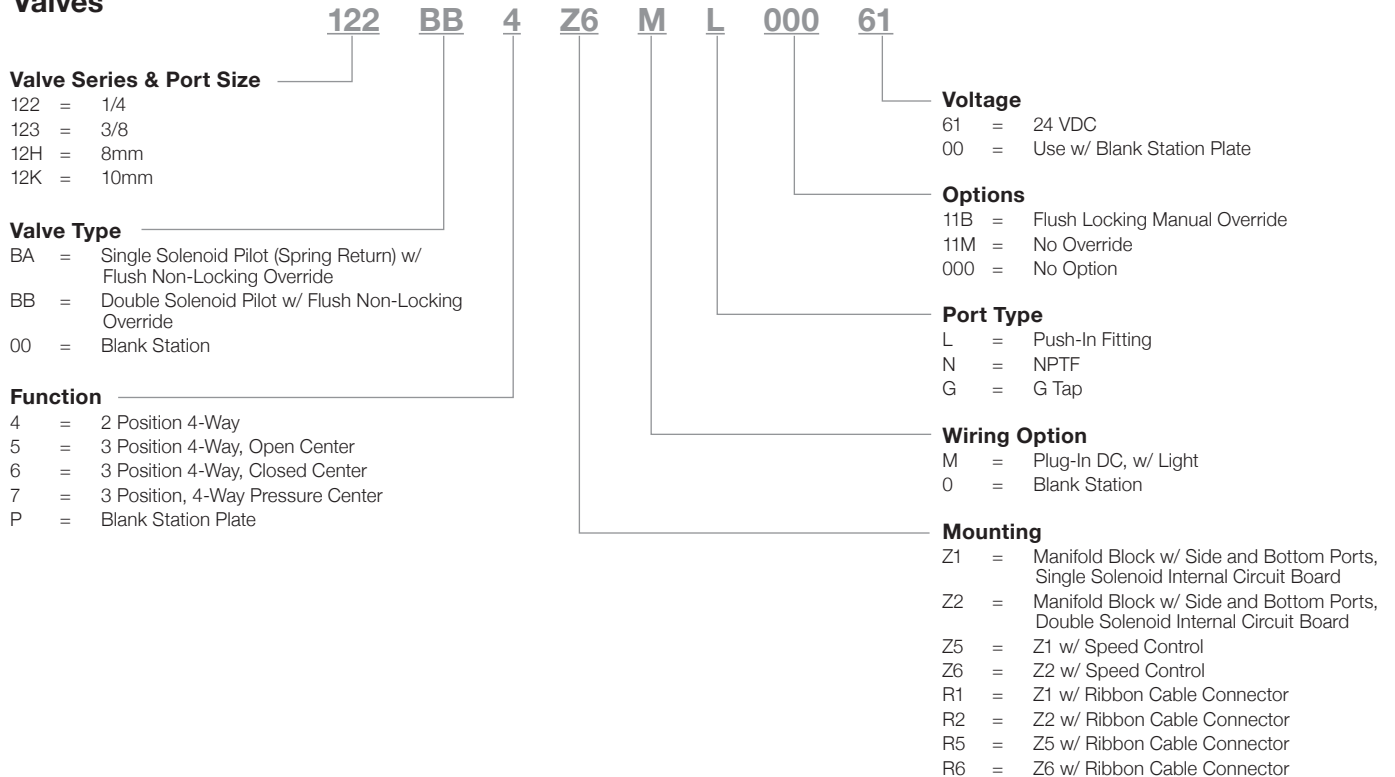 Valves
122 BB 4 Z6 M L 000 61
Valve Series & Port Size
122 = 1/4
123 = 3/8
12H = 8mm
12K = 10mm
Valve Type
BA = Single Solenoid Pilot (Spring Return) w/
Flush Non-Locking Override
BB = Double Solenoid Pilot w/ Flush Non-Locking
Override
00 = Blank Station
Function
4 = 2 Position 4-Way
5 = 3 Position 4-Way, Open Center
6 = 3 Position 4-Way, Closed Center
7 = 3 Position, 4-Way Pressure Center
P = Blank Station Plate
Voltage
61 = 24 VDC
00 = Use w/ Blank Station Plate
Options
11B = Flush Locking Manual Override
11M = No Override
000 = No Option
Port Type
L = Push-In Fitting
N = NPTF
G = G Tap
Wiring Option
M = Plug-In DC, w/ Light
0 = Blank Station
Mounting
Z1 = Manifold Block w/ Side and Bottom Ports,
Single Solenoid Internal Circuit Board
Z2 = Manifold Block w/ Side and Bottom Ports,
Double Solenoid Internal Circuit Board
Z5 = Z1 w/ Speed Control
Z6 = Z2 w/ Speed Control
R1 = Z1 w/ Ribbon Cable Connector
R2 = Z2 w/ Ribbon Cable Connector
R5 = Z5 w/ Ribbon Cable Connector
R6 = Z6 w/ Ribbon Cable Connector